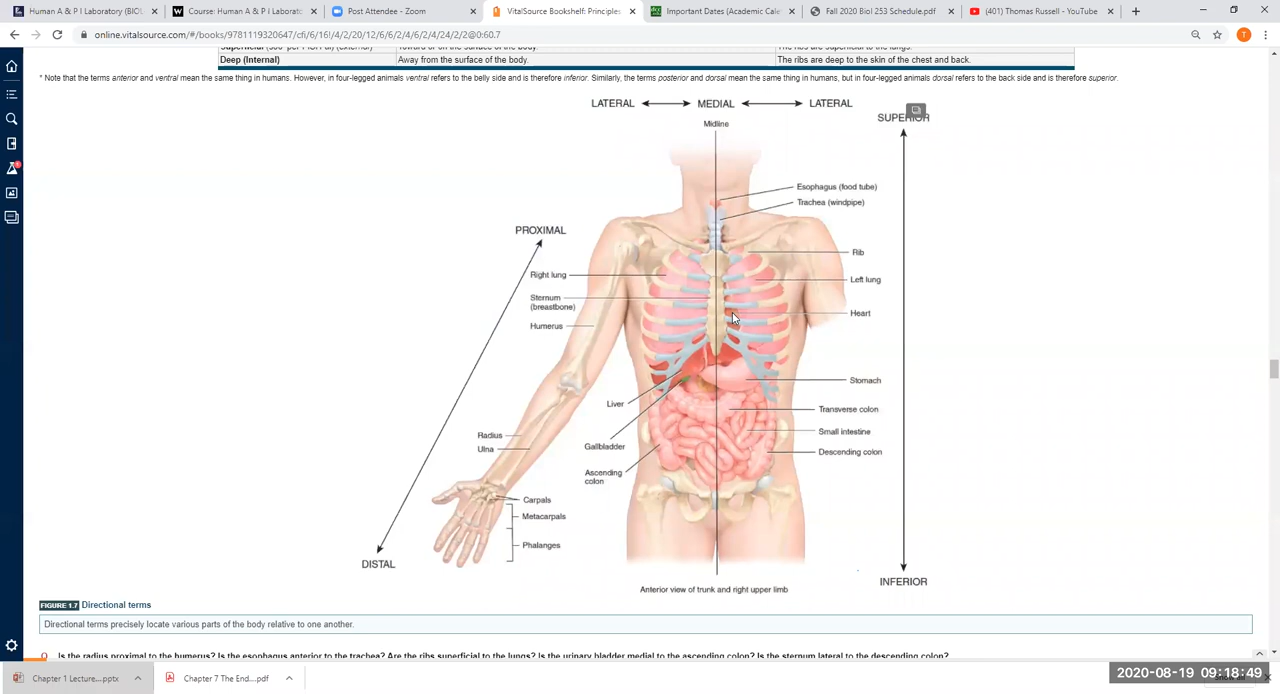 Human A & P I Laboratory (BIOL
Course: Human A & P I Laborato
Post Attendee - Zoom
VitalSource Bookshelf: Principles
Important Dates (Academic Cale
Fall 2020 Biol 253 Schedule.pdf
(401) Thomas Russell - YouTube
online.vitalsource.com/#/books/9781119320647/cfi/6/16!/4/2/20/12/6/6/2/4/6/2/4/24/2/2@0:60.7
T
Deep (Internal) Away from the surface of the body. The ribs are deep to the skin of the chest and back.
* Note that the terms anterior and ventral mean the same thing in humans. However, in four-legged animals ventral refers to the belly side and is therefore inferior. Similarly, the terms posterior and dorsal mean the same thing in humans, but in four-legged animals dorsal refers to the back side and is therefore superior.
LATERAL MEDIAL LATERAL
SUPERIOR
Midline
Esophagus (food tube)
Trachea (windpipe)
PROXIMAL
Rib
Right lung
Left lung
Sternum
(breastbone)
Heart
Humerus
Stomach
Liver
Transverse colon
Radius
Small intestine
Ulna
Gallbladder
Descending colon
Ascending
colon
Carpals
Metacarpals
Phalanges
DISTAL
INFERIOR
Anterior view of trunk and right upper limb
FIGURE 1.7 Directional terms
Directional terms precisely locate various parts of the body relative to one another.
Q Is the radius proximal to the humerus? Is the esophagus anterior to the trachea? Are the ribs superficial to the lungs? Is the urinary bladder medial to the ascending colon? Is the sternum lateral to the descending colon?
Chapter 1 Lecture....pptx
Chapter 7 The End....pdf
2020-08-19 09:18:49